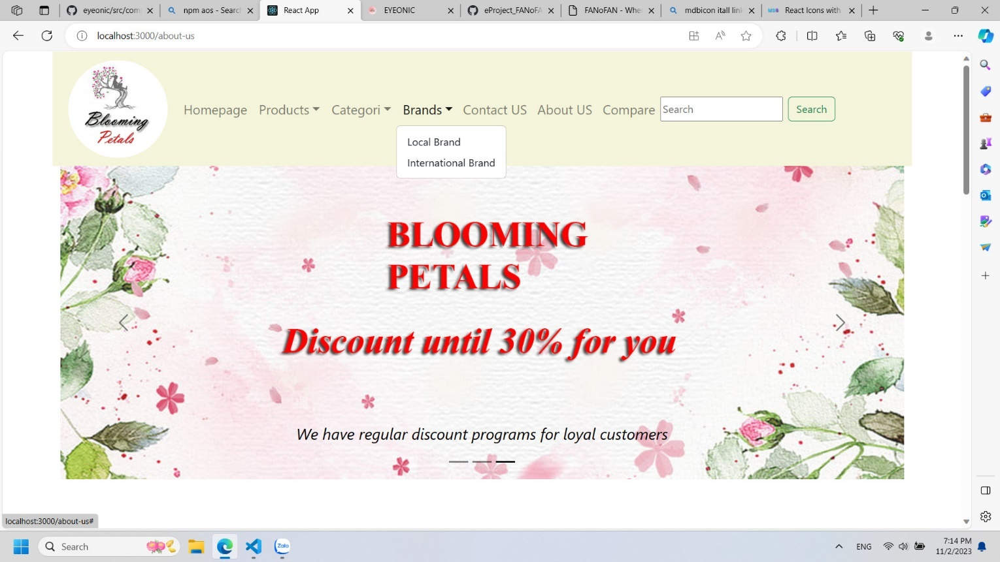 eyeonic/src/com
npm aos - Searc
React App
EYEONIC
eProject_FANoFA
FANoFAN - Whe
mdbicon itall lin
React Icons with
localhost:3000/about-us
Blooming
Petals
Homepage
Products
Categori
Brands
Contact US
About US
Compare
Search
Search
Local Brand
International Brand
BLOOMING
PETALS
Discount until 30% for you
We have regular discount programs for loyal customers
localhost:3000/about-us#
Search
Zalo
ENG
7:14 PM
11/2/2023